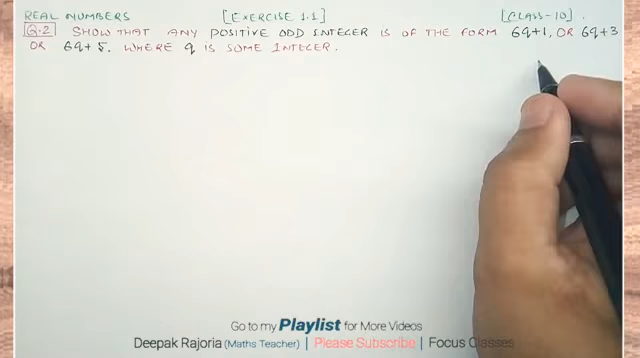 REAL NUMBERS [EXERCISE 1.1] [CLASS-10].
Q.2 SHOW THAT ANY POSITIVE ODD INTEGER IS OF THE FORM 6q+1, OR 6q+3
OR 6q+5. WHERE q IS SOME INTEGER.
Go to my Playlist for More Videos
Deepak Rajoria (Maths Teacher) | Please Subscribe | Focus Classes